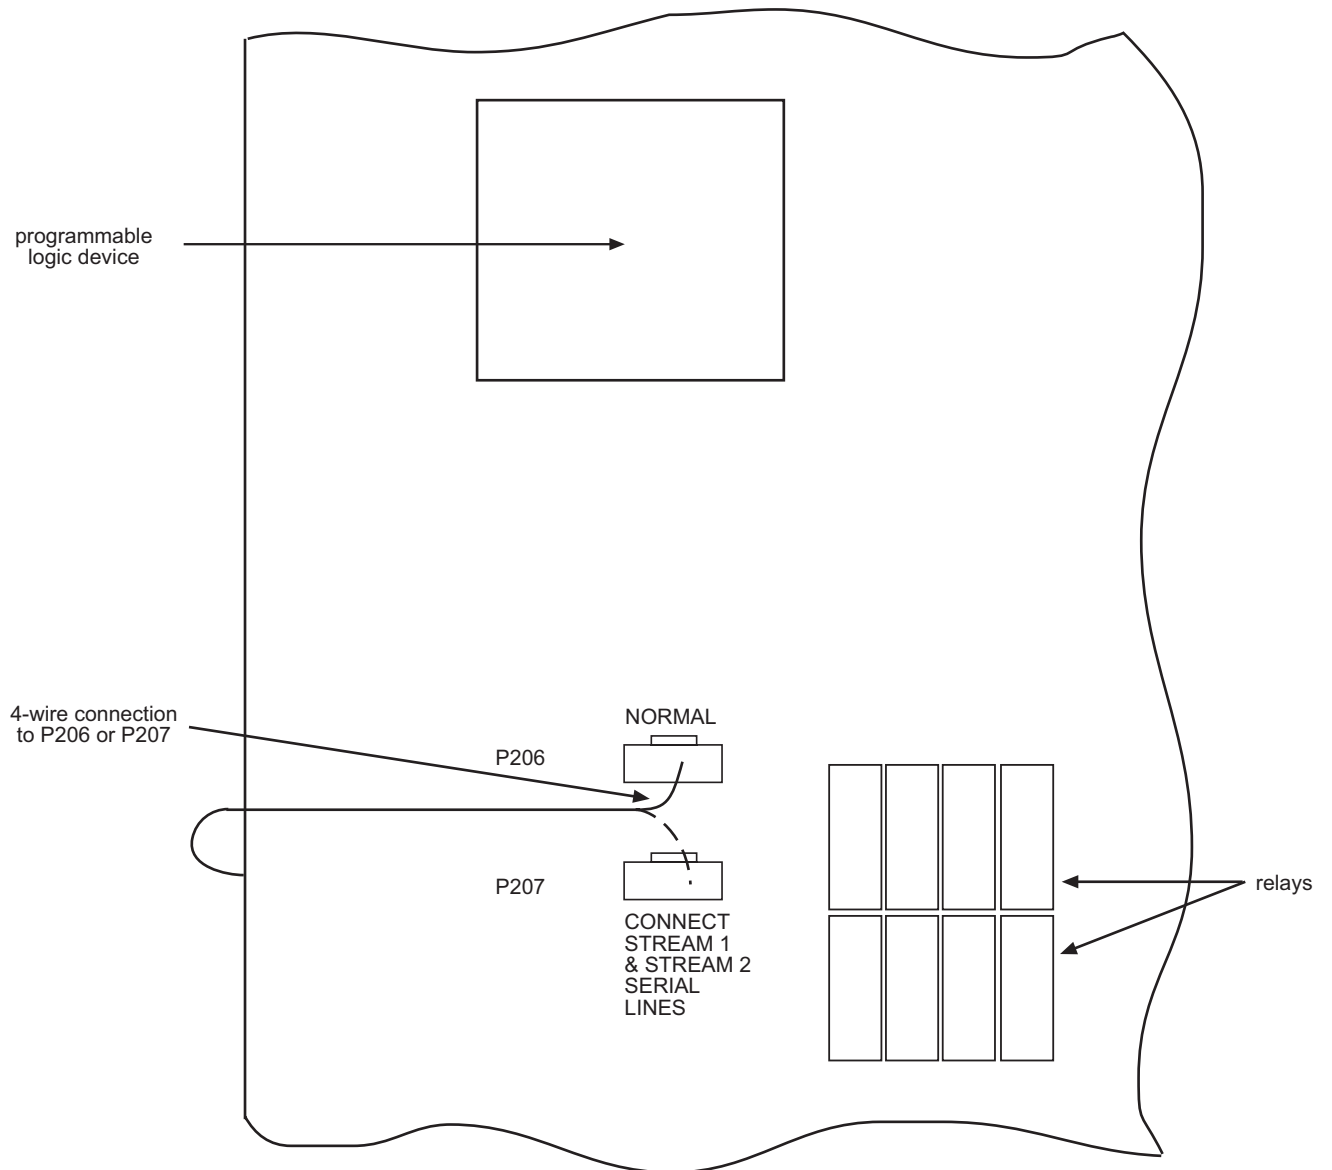 programmable
logic device
4-wire connection
to P206 or P207
NORMAL
P206
P207
CONNECT
STREAM 1
& STREAM 2
SERIAL
LINES
relays